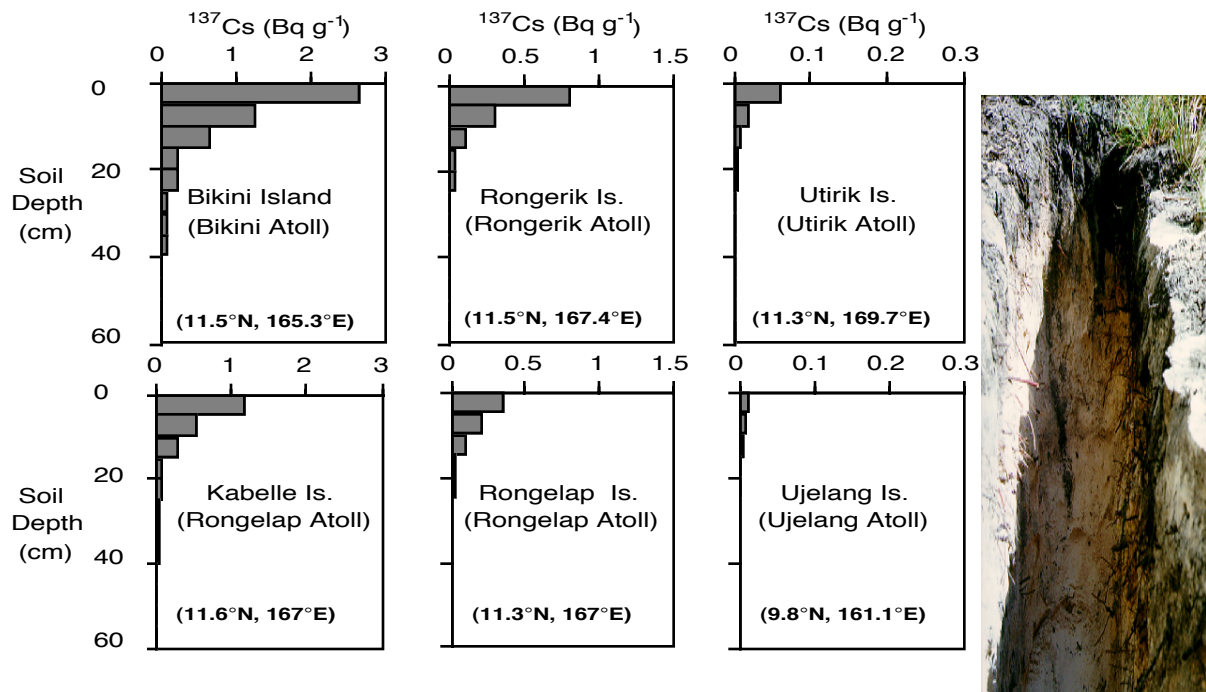 ¹³⁷Cs (Bq g⁻¹) ¹³⁷Cs (Bq g⁻¹) ¹³⁷Cs (Bq g⁻¹)
0 1 2 3 0 0.5 1 1.5 0 0.1 0.2 0.3
0
20
40
60
Soil
Depth
(cm)
Bikini Island
(Bikini Atoll)
(11.5°N, 165.3°E)
Rongerik Is.
(Rongerik Atoll)
(11.5°N, 167.4°E)
Utirik Is.
(Utirik Atoll)
(11.3°N, 169.7°E)
0 1 2 3 0 0.5 1 1.5 0 0.1 0.2 0.3
0
20
40
60
Soil
Depth
(cm)
Kabelle Is.
(Rongelap Atoll)
(11.6°N, 167°E)
Rongelap Is.
(Rongelap Atoll)
(11.3°N, 167°E)
Ujelang Is.
(Ujelang Atoll)
(9.8°N, 161.1°E)